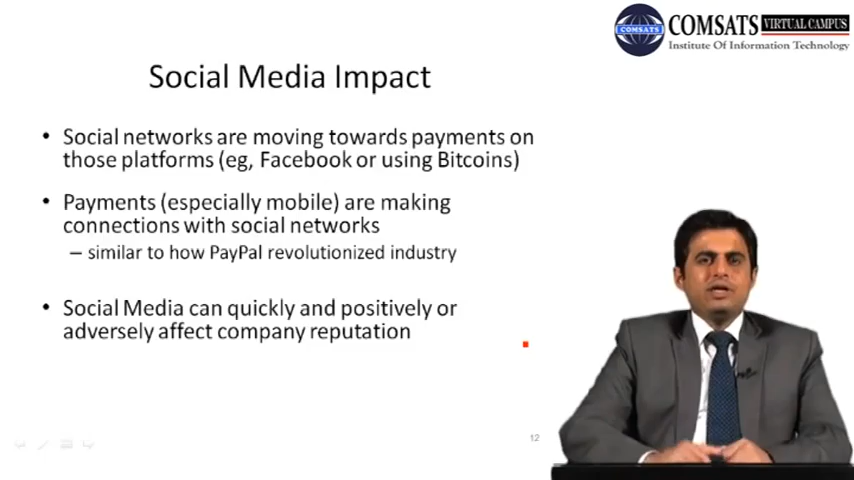 COMSATS VIRTUAL CAMPUS
COMSATS
Institute Of Information Technology
Social Media Impact
• Social networks are moving towards payments on
those platforms (eg, Facebook or using Bitcoins)
• Payments (especially mobile) are making
connections with social networks
– similar to how PayPal revolutionized industry
• Social Media can quickly and positively or
adversely affect company reputation
12